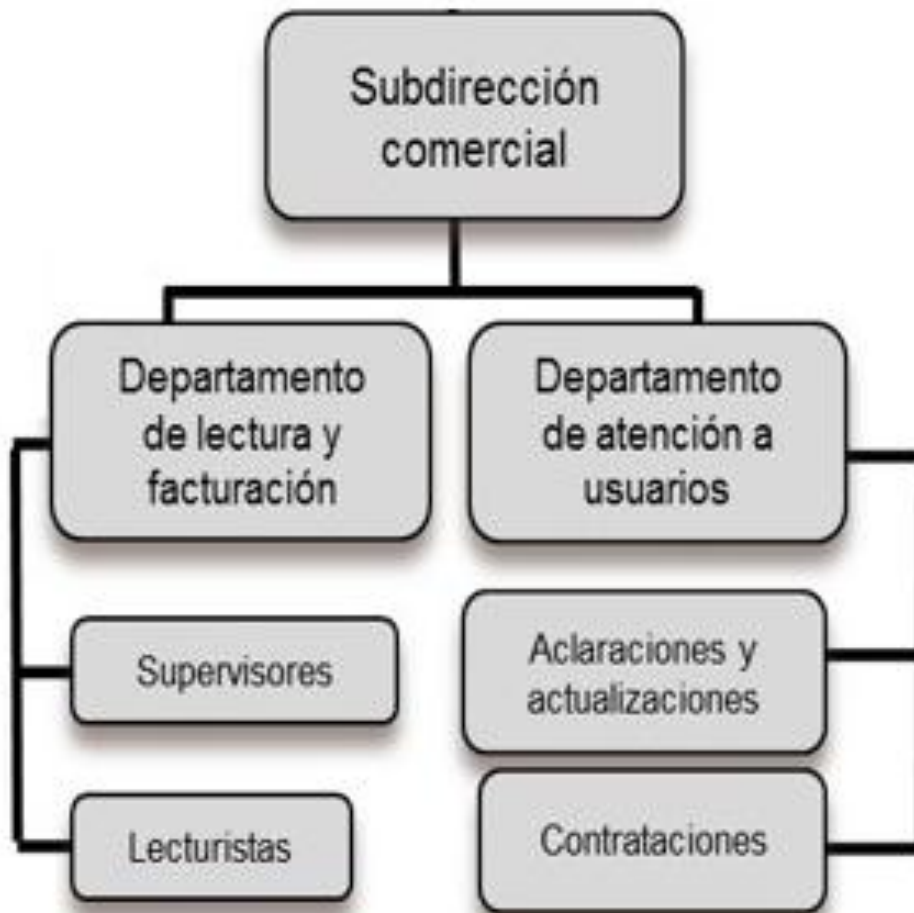 Subdirección
comercial
Departamento
de lectura y
facturación
Departamento
de atención a
usuarios
Supervisores
Lecturistas
Aclaraciones y
actualizaciones
Contrataciones